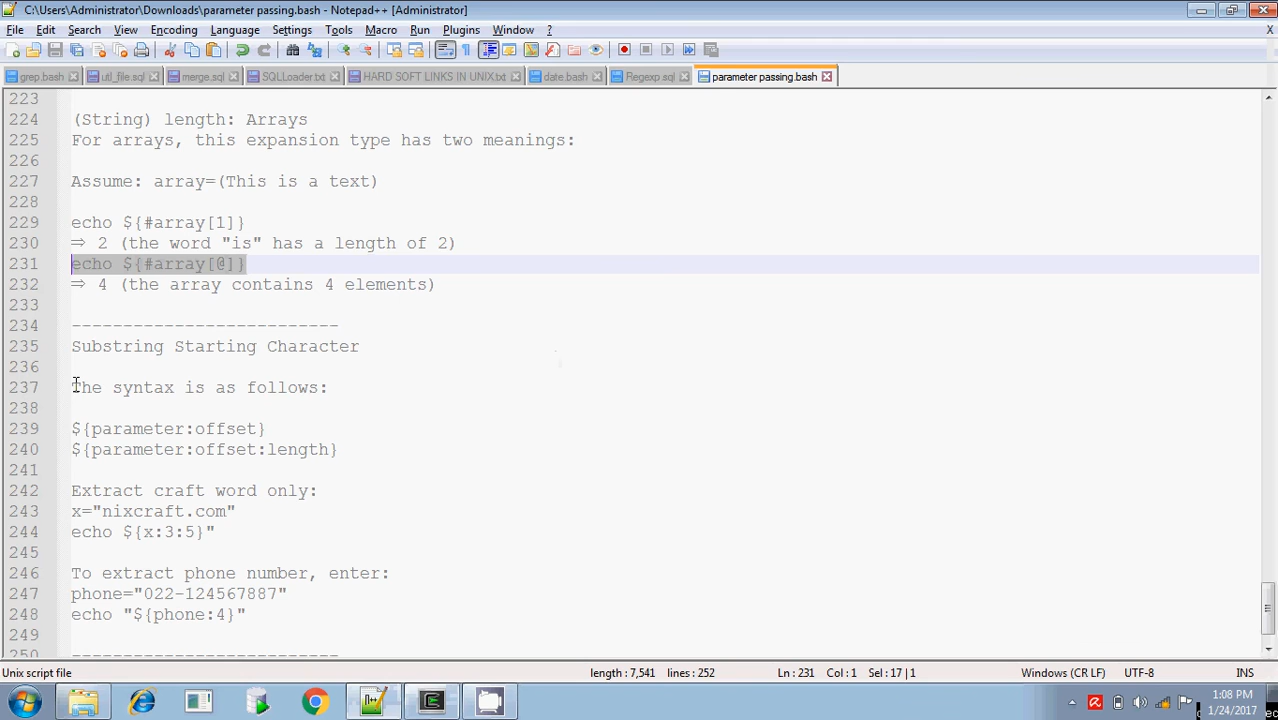 C:\Users\Administrator\Downloads\parameter passing.bash - Notepad++ [Administrator]
File Edit Search View Encoding Language Settings Tools Macro Run Plugins Window ?
grep.bash utl_file.sql merge.sql SQLLoader.txt HARD SOFT LINKS IN UNIX.txt date.bash Regexp.sql parameter passing.bash
223
224 (String) length: Arrays
225 For arrays, this expansion type has two meanings:
226
227 Assume: array=(This is a text)
228
229 echo ${#array[1]}
230 ⇒ 2 (the word "is" has a length of 2)
231 echo ${#array[@]}
232 ⇒ 4 (the array contains 4 elements)
233
234 --------------------------
235 Substring Starting Character
236
237 The syntax is as follows:
238
239 ${parameter:offset}
240 ${parameter:offset:length}
241
242 Extract craft word only:
243 x="nixcraft.com"
244 echo ${x:3:5}"
245
246 To extract phone number, enter:
247 phone="022-124567887"
248 echo "${phone:4}"
249
250 --------------------------
Unix script file length : 7,541 lines : 252 Ln : 231 Col : 1 Sel : 17 | 1 Windows (CR LF) UTF-8 INS
1:08 PM
1/24/2017